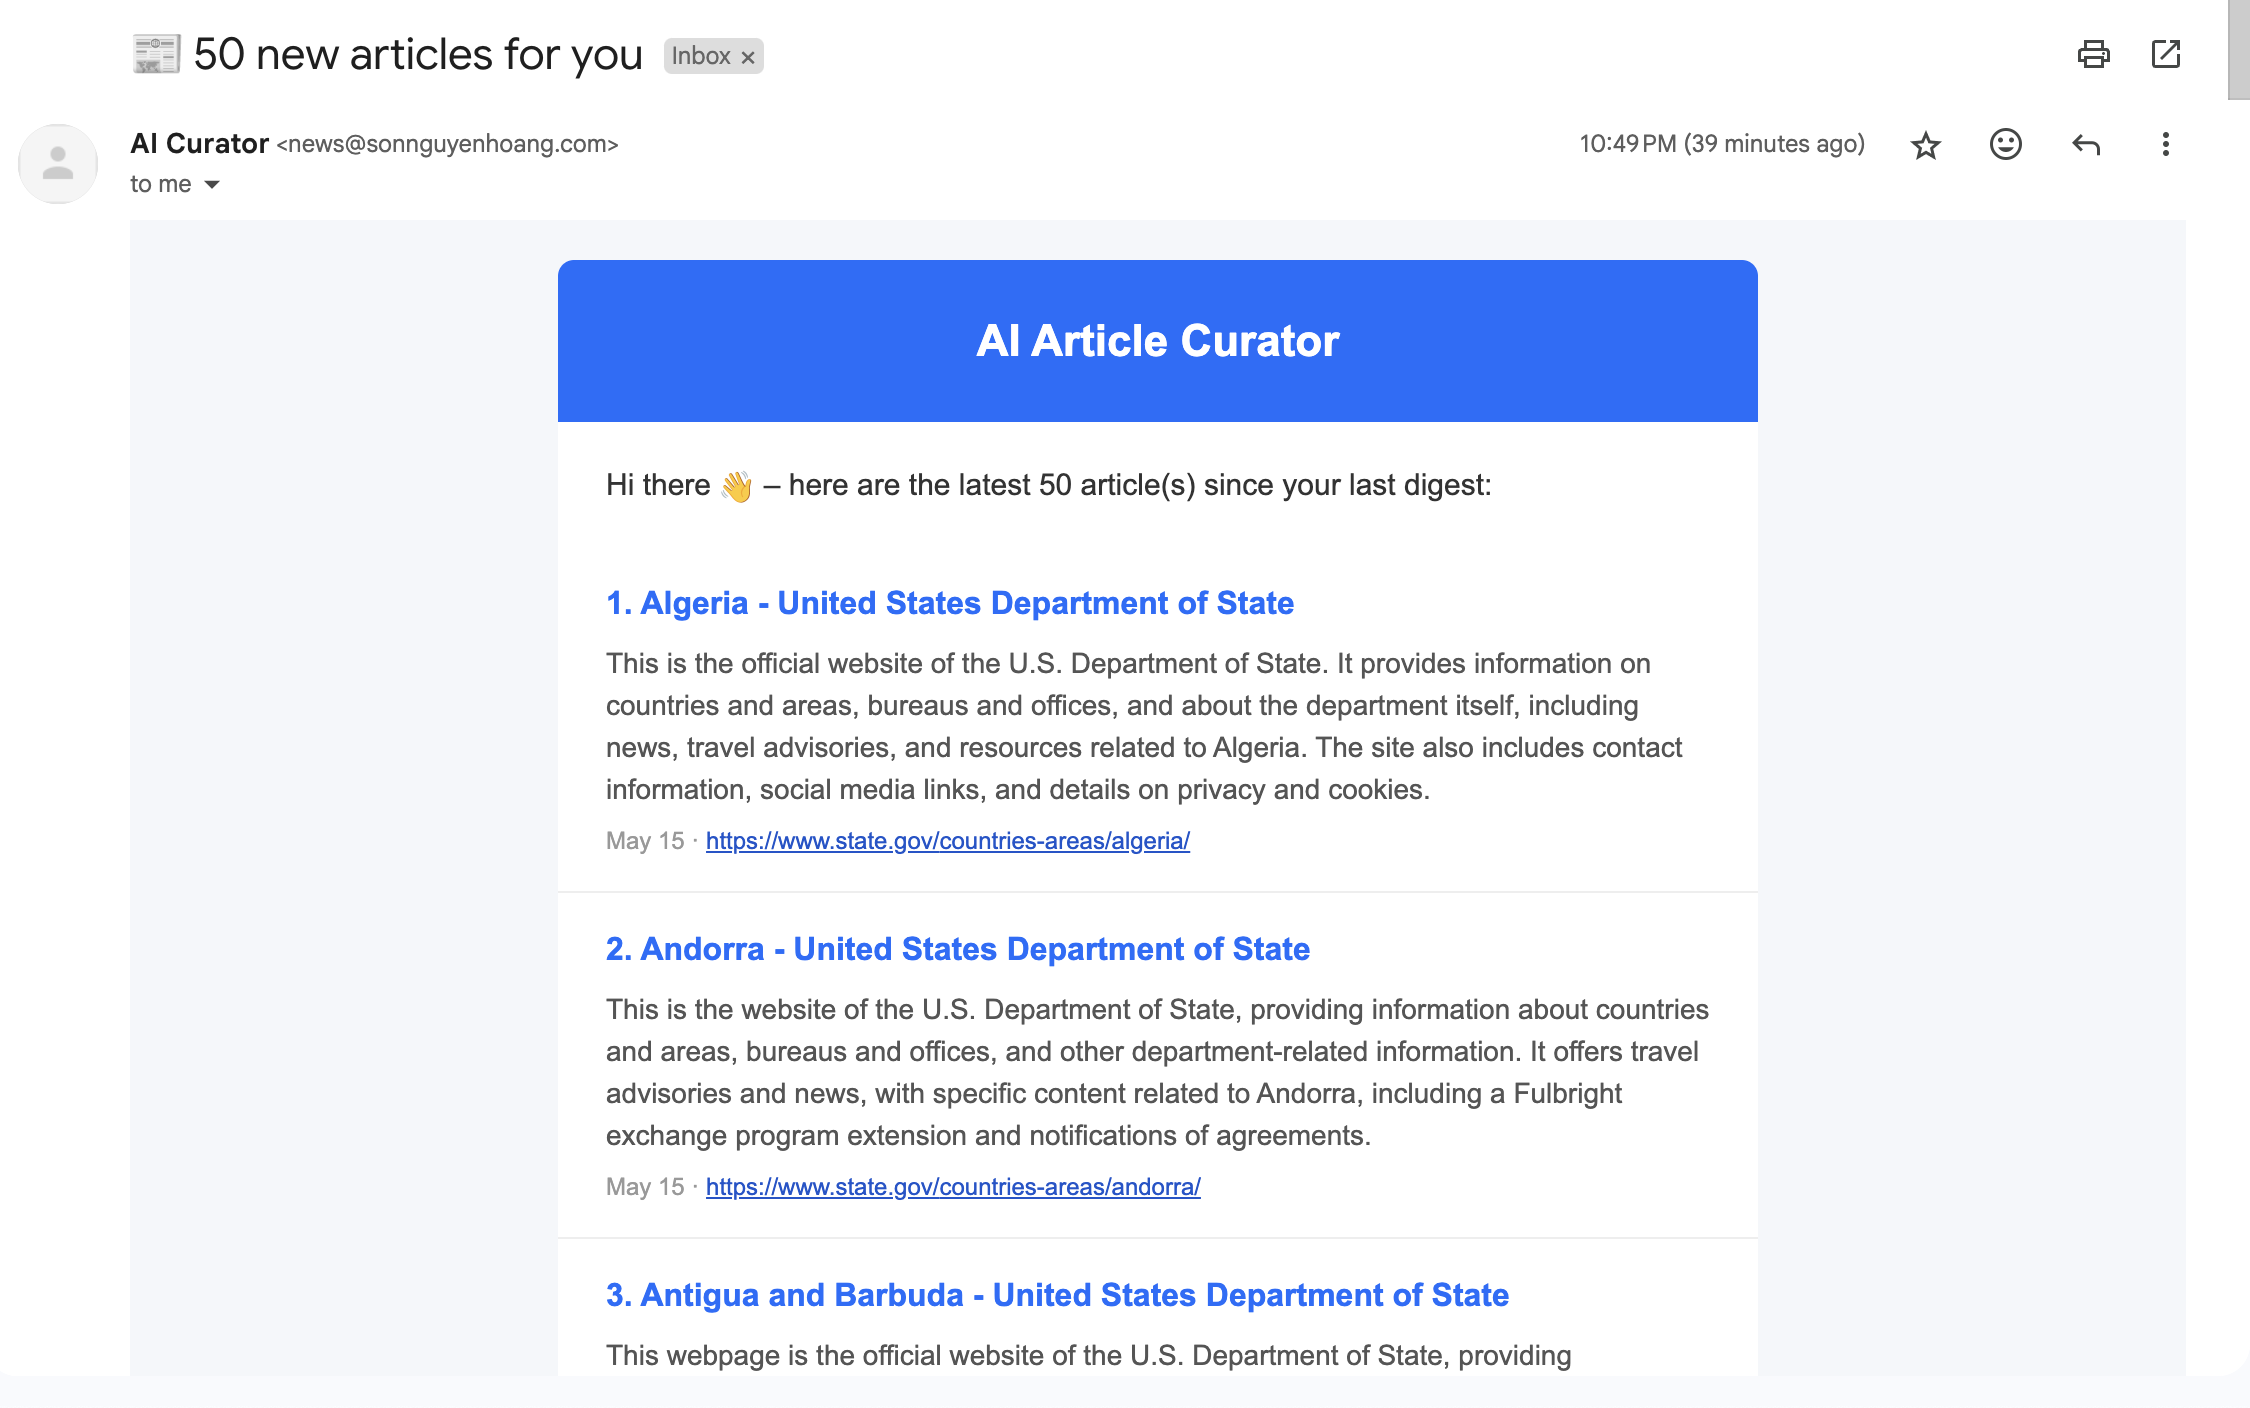 📰 50 new articles for you Inbox ×
AI Curator <news@sonnguyenhoang.com> 10:49 PM (39 minutes ago)
to me
AI Article Curator
Hi there 👋 – here are the latest 50 article(s) since your last digest:
1. Algeria - United States Department of State
This is the official website of the U.S. Department of State. It provides information on
countries and areas, bureaus and offices, and about the department itself, including
news, travel advisories, and resources related to Algeria. The site also includes contact
information, social media links, and details on privacy and cookies.
May 15 · https://www.state.gov/countries-areas/algeria/
2. Andorra - United States Department of State
This is the website of the U.S. Department of State, providing information about countries
and areas, bureaus and offices, and other department-related information. It offers travel
advisories and news, with specific content related to Andorra, including a Fulbright
exchange program extension and notifications of agreements.
May 15 · https://www.state.gov/countries-areas/andorra/
3. Antigua and Barbuda - United States Department of State
This webpage is the official website of the U.S. Department of State, providing